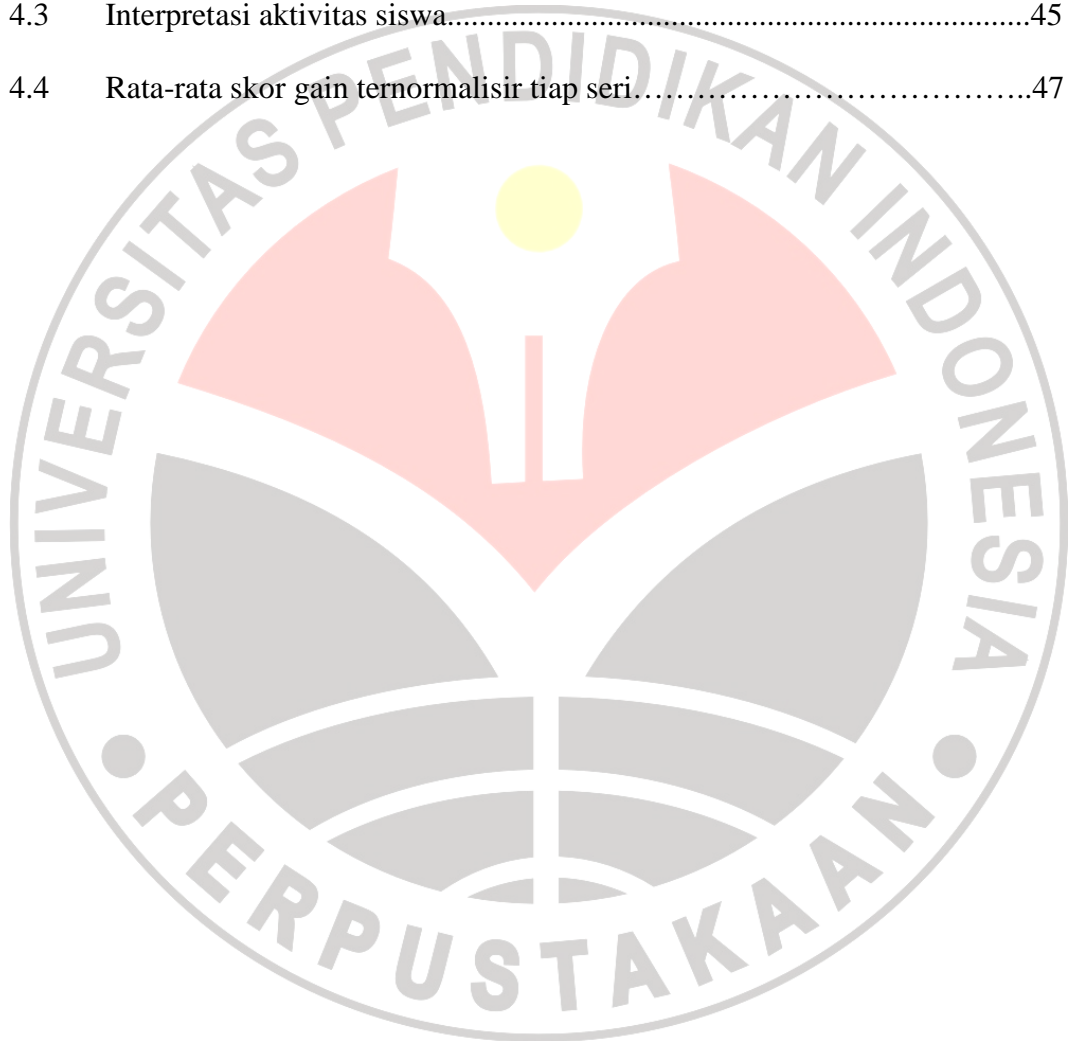 4.3 Interpretasi aktivitas siswa..............................................................................45
4.4 Rata-rata skor gain ternormalisir tiap seri………………………………..47
UNIVERSITAS PENDIDIKAN INDONESIA
PERPUSTAKAAN